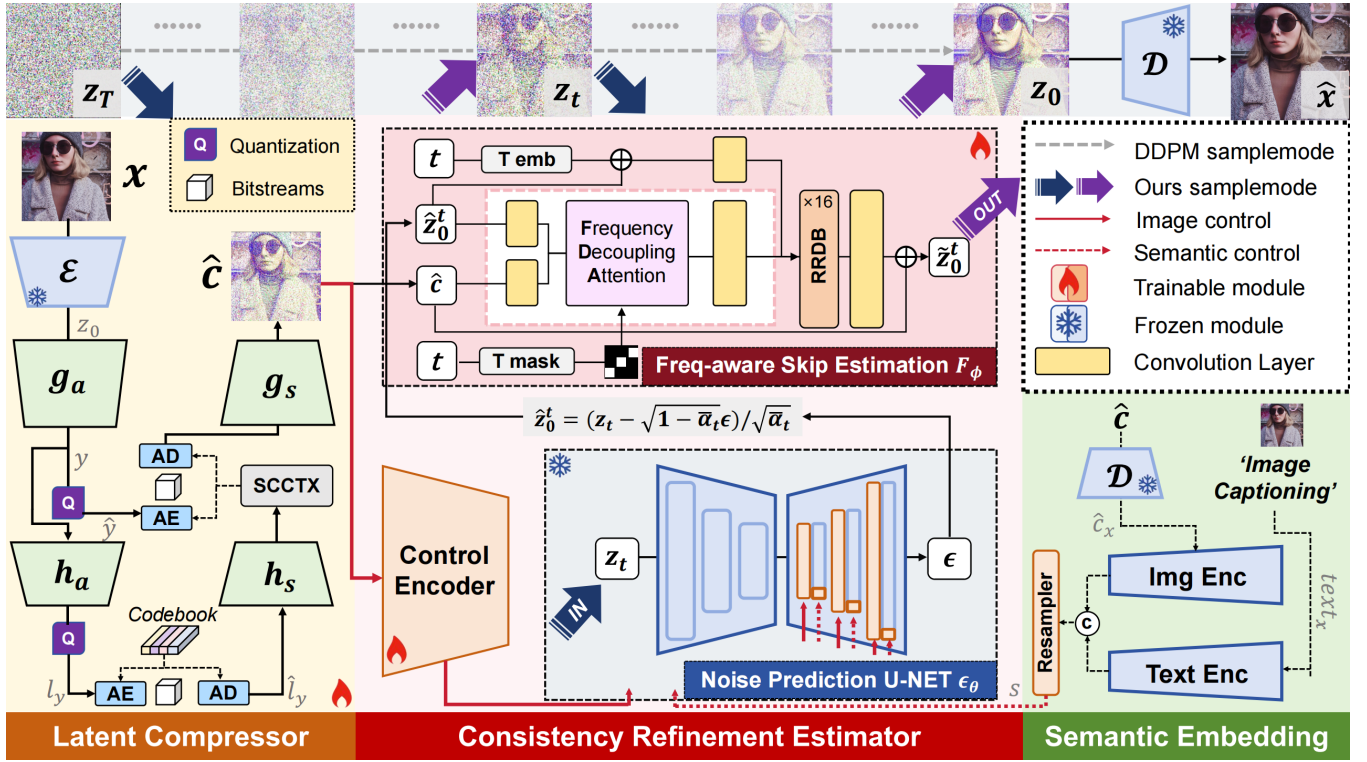 ......
......
......
......
z_T
z_t
z_0
𝒟
x̂
x
Q Quantization
Bitstreams
ℰ
z_0
g_a
y
Q
ŷ
h_a
Q
l_y
AE
AD
l̂_y
Codebook
h_s
SCCTX
AD
AE
g_s
ĉ
t
T emb
ẑ_0^t
ĉ
t
T mask
Frequency
Decoupling
Attention
×16
RRDB
z̃_0^t
OUT
Freq-aware Skip Estimation F_ϕ
ẑ_0^t = (z_t − √(1 − ᾱ_t)ϵ)/√ᾱ_t
Control
Encoder
IN
z_t
ϵ
Noise Prediction U-NET ϵ_θ
s
DDPM samplemode
Ours samplemode
Image control
Semantic control
Trainable module
Frozen module
Convolution Layer
ĉ
𝒟
ĉ_x
'Image
Captioning'
text_x
Img Enc
C
Text Enc
Resampler
Latent Compressor
Consistency Refinement Estimator
Semantic Embedding